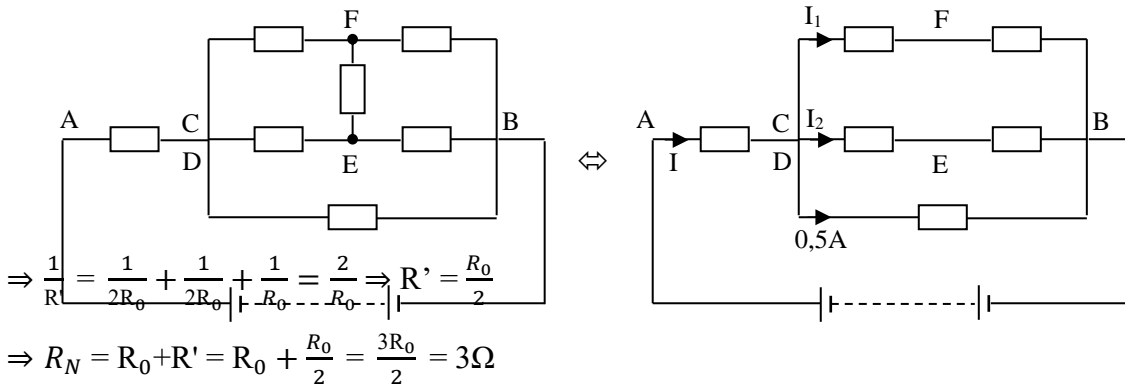 F
A C B
D E
⇔
I₁ F
A C I₂ B
I D E
0,5A
⇒ 1/R' = 1/2R₀ + 1/2R₀ + 1/R₀ = 2/R₀ ⇒ R’ = R₀/2
⇒ R_N = R₀+R' = R₀ + R₀/2 = 3R₀/2 = 3Ω